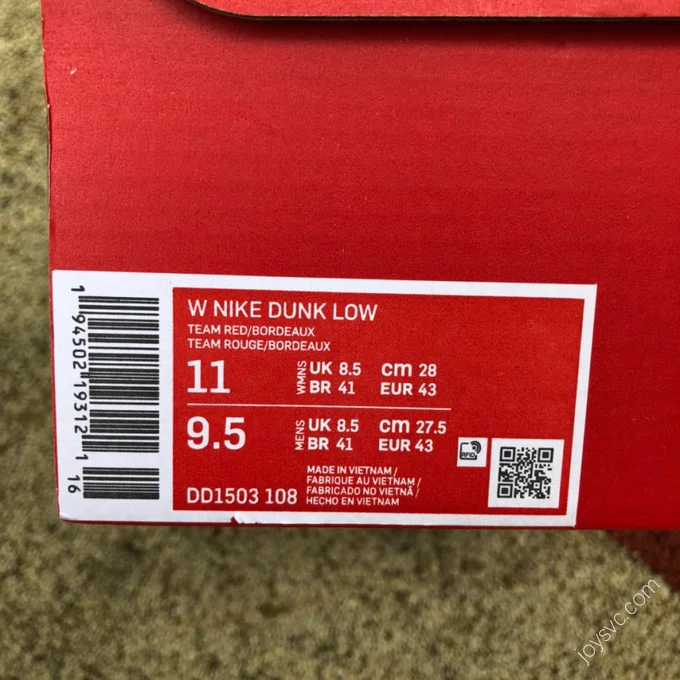 W NIKE DUNK LOW
TEAM RED/BORDEAUX
TEAM ROUGE/BORDEAUX
11
WMNS
UK 8.5 cm 28
BR 41 EUR 43
9.5
MENS
UK 8.5 cm 27.5
BR 41 EUR 43
RFID
DD1503 108
MADE IN VIETNAM /
FABRIQUE AU VIETNAM /
FABRICADO NO VIETNÃ /
HECHO EN VIETNAM
1 94502 19312 1 16
joysvc.com